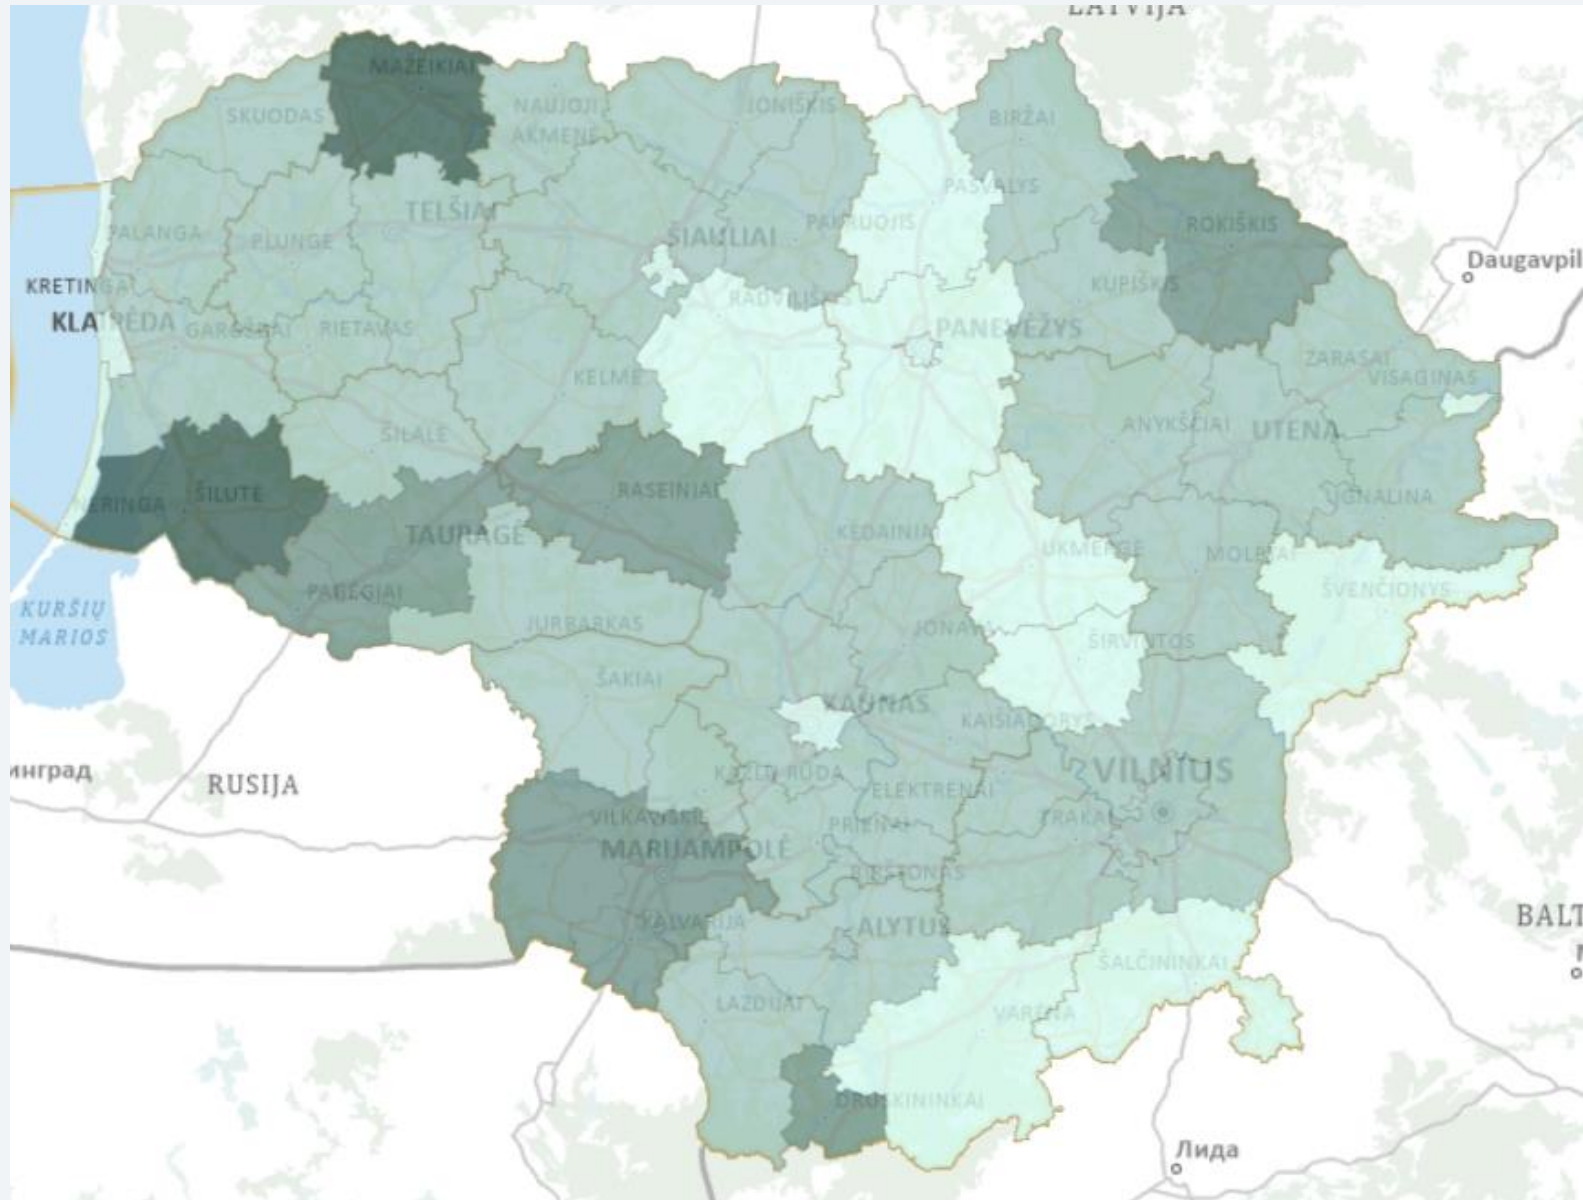 LATVIJA
MAŽEIKIAI
SKUODAS
NAUJOJI
AKMENĖ
JONIŠKIS
BIRŽAI
PASVALYS
PALANGA
PLUNGĖ
TELŠIAI
ŠIAULIAI
PAKRUOJIS
ROKIŠKIS
Daugavpil
KRETINGA
RADVILIŠKIS
KUPIŠKIS
GARGŽDAI
RIETAVAS
PANEVĖŽYS
ZARASAI
VISAGINAS
KELMĖ
ŠILALĖ
ANYKŠČIAI
UTENA
NERINGA
ŠILUTĖ
RASEINIAI
IGNALINA
TAURAGĖ
KĖDAINIAI
UKMERGĖ
MOLĖTAI
PAGĖGIAI
ŠVENČIONYS
KURŠIŲ
MARIOS
JURBARKAS
JONAVA
ŠIRVINTOS
ŠAKIAI
KAUNAS
KAIŠIADORYS
инград
RUSIJA
KAZLŲ RŪDA
ELEKTRĖNAI
VILNIUS
VILKAVIŠKIS
PRIENAI
TRAKAI
MARIJAMPOLĖ
BIRŠTONAS
KALVARIJA
ALYTUS
BALT
ŠALČININKAI
LAZDIJAI
VARĖNA
DRUSKININKAI
Лида